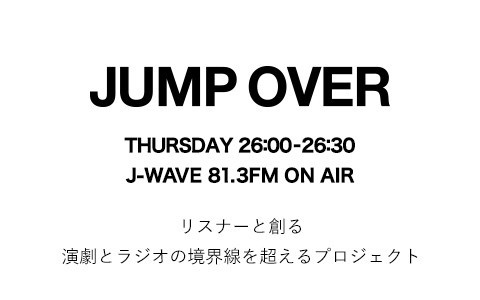 JUMP OVER
THURSDAY 26:00-26:30
J-WAVE 81.3FM ON AIR
リスナーと創る
演劇とラジオの境界線を超えるプロジェクト